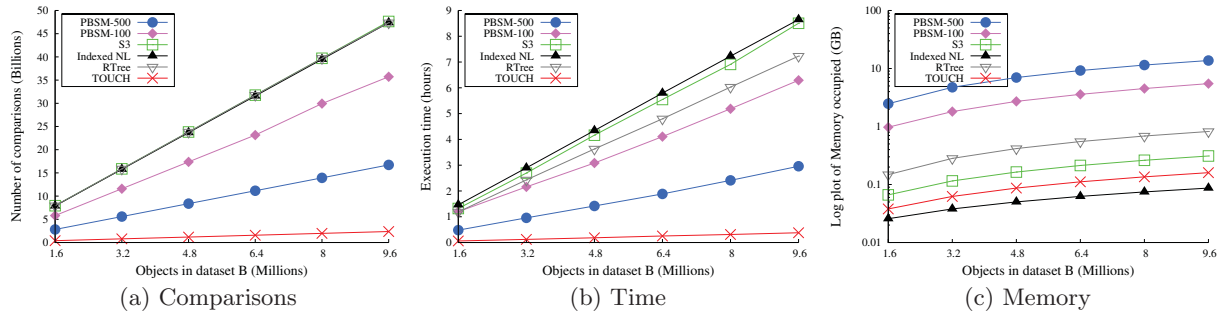 Number of comparisons (Billions)
50
45
40
35
30
25
20
15
10
5
0
PBSM-500
PBSM-100
S3
Indexed NL
RTree
TOUCH
1.6 3.2 4.8 6.4 8 9.6
Objects in dataset B (Millions)
(a) Comparisons
Execution time (hours)
9
8
7
6
5
4
3
2
1
0
PBSM-500
PBSM-100
S3
Indexed NL
RTree
TOUCH
1.6 3.2 4.8 6.4 8 9.6
Objects in dataset B (Millions)
(b) Time
Log plot of Memory occupied (GB)
100
10
1
0.1
0.01
PBSM-500
PBSM-100
S3
Indexed NL
RTree
TOUCH
1.6 3.2 4.8 6.4 8 9.6
Objects in dataset B (Millions)
(c) Memory